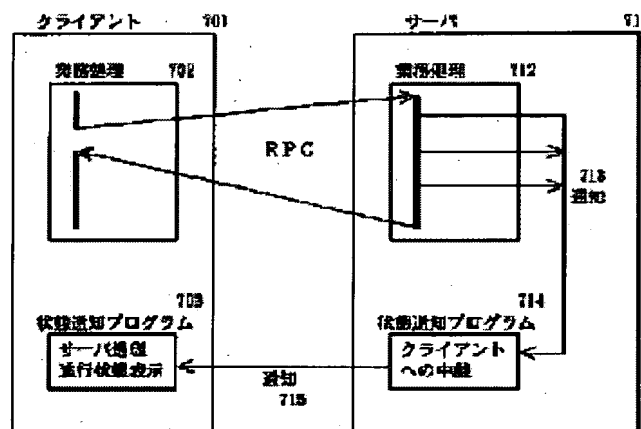 クライアント 701
サーバ 71
業務処理 702
業務処理 712
RPC
713
通知
703
状態通知プログラム
714
状態通知プログラム
サーバ処理
進行状態表示
クライアント
への中継
通知
715